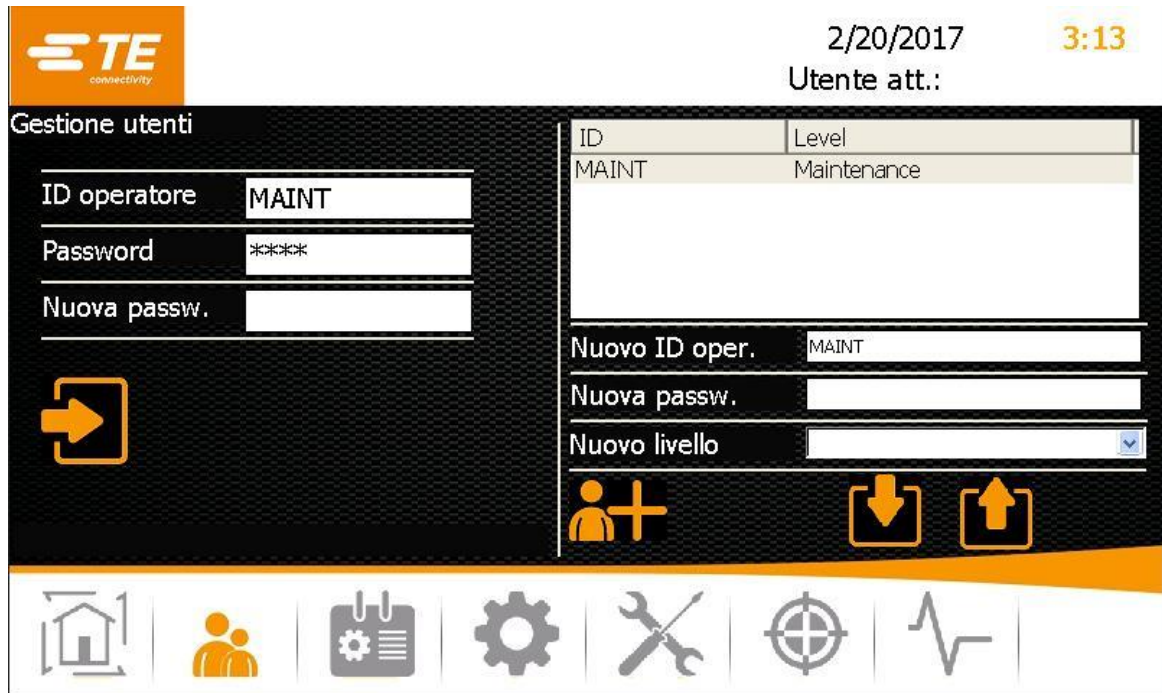 TE
connectivity
2/20/2017 3:13
Utente att.:
Gestione utenti
ID operatore MAINT
Password ****
Nuova passw.
ID Level
MAINT Maintenance
Nuovo ID oper. MAINT
Nuova passw.
Nuovo livello